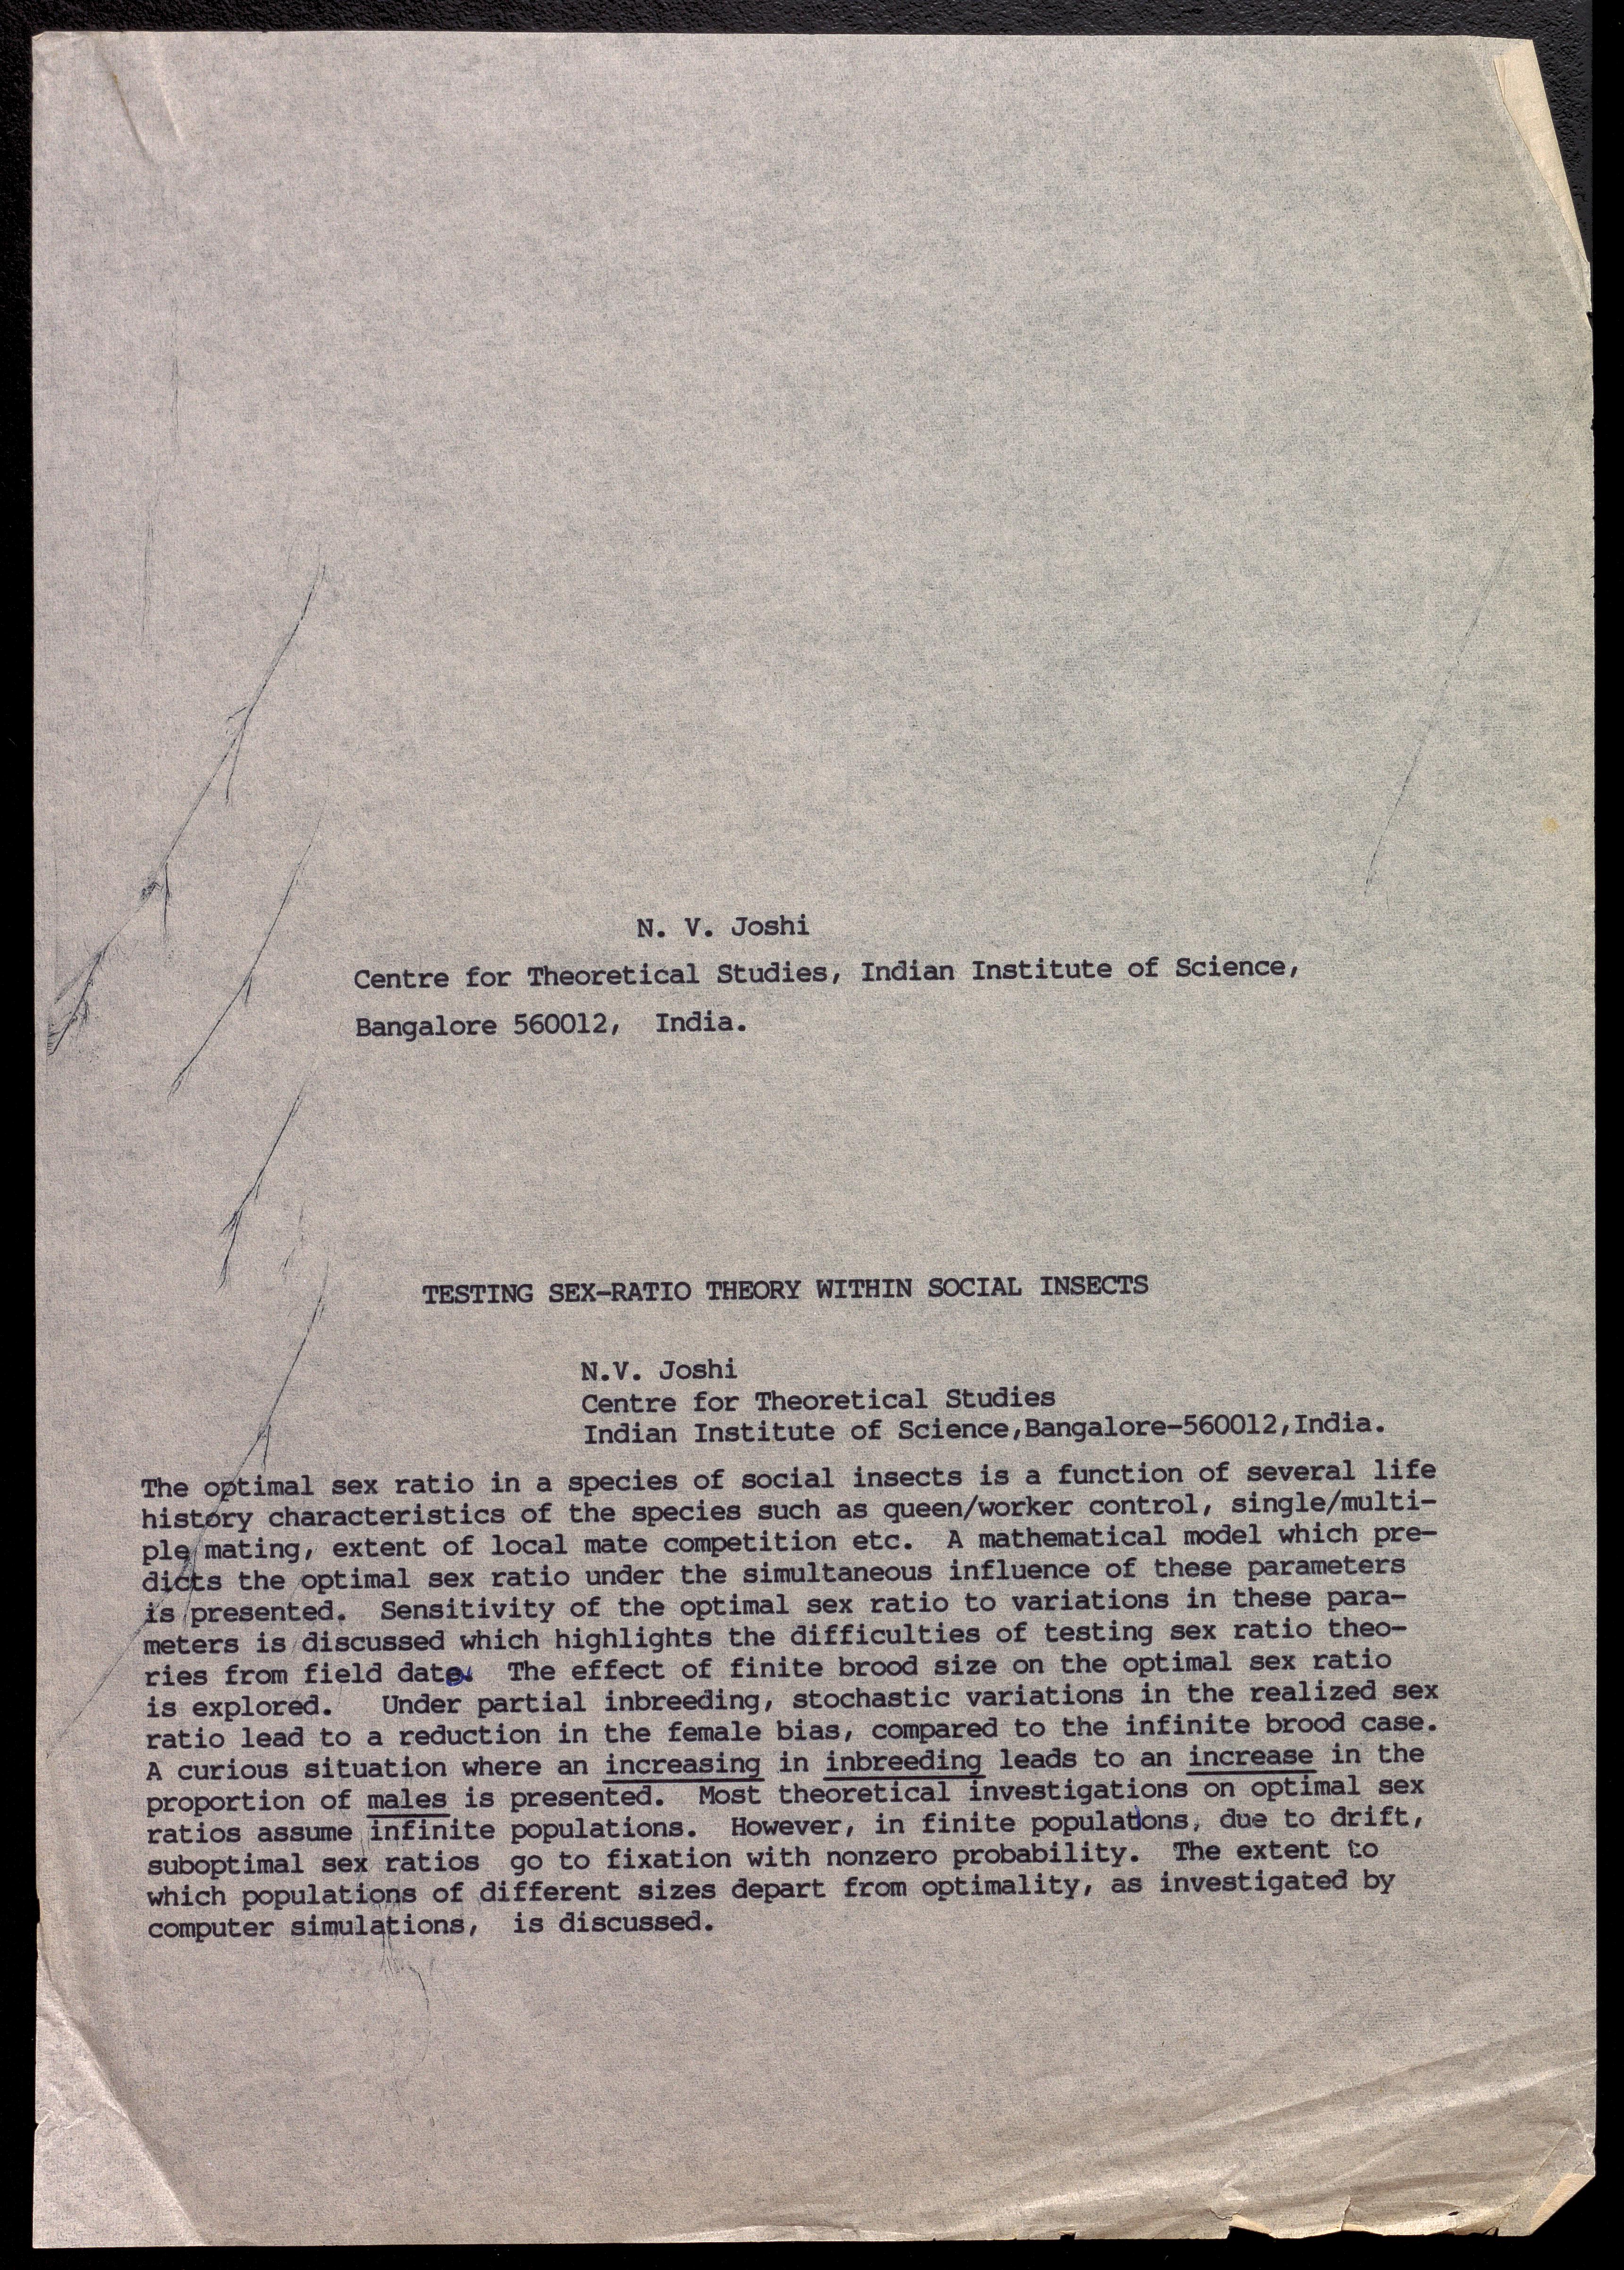 N. V. Joshi
Centre for Theoretical Studies, Indian Institute of Science,
Bangalore 560012, India.
TESTING SEX-RATIO THEORY WITHIN SOCIAL INSECTS
N.V. Joshi
Centre for Theoretical Studies
Indian Institute of Science,Bangalore-560012,India.
The optimal sex ratio in a species of social insects is a function of several life
history characteristics of the species such as queen/worker control, single/multi-
ple mating, extent of local mate competition etc. A mathematical model which pre-
dicts the optimal sex ratio under the simultaneous influence of these parameters
is presented. Sensitivity of the optimal sex ratio to variations in these para-
meters is discussed which highlights the difficulties of testing sex ratio theo-
ries from field data. The effect of finite brood size on the optimal sex ratio
is explored. Under partial inbreeding, stochastic variations in the realized sex
ratio lead to a reduction in the female bias, compared to the infinite brood case.
A curious situation where an increasing in inbreeding leads to an increase in the
proportion of males is presented. Most theoretical investigations on optimal sex
ratios assume infinite populations. However, in finite populations, due to drift,
suboptimal sex ratios go to fixation with nonzero probability. The extent to
which populations of different sizes depart from optimality, as investigated by
computer simulations, is discussed.